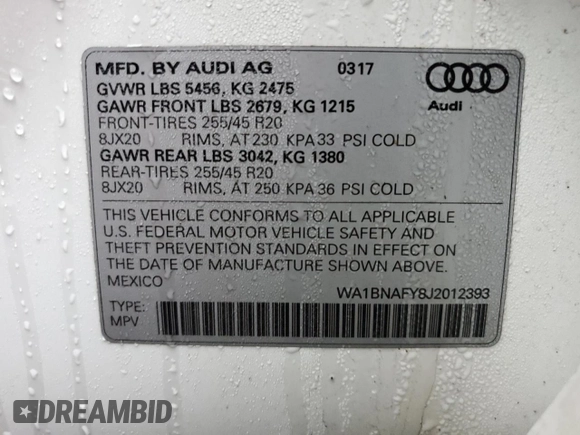 MFD. BY AUDI AG 0317
GVWR LBS 5456, KG 2475
GAWR FRONT LBS 2679, KG 1215
FRONT-TIRES 255/45 R20
8JX20 RIMS, AT 230 KPA 33 PSI COLD
GAWR REAR LBS 3042, KG 1380
REAR-TIRES 255/45 R20
8JX20 RIMS, AT 250 KPA 36 PSI COLD
Audi
THIS VEHICLE CONFORMS TO ALL APPLICABLE
U.S. FEDERAL MOTOR VEHICLE SAFETY AND
THEFT PREVENTION STANDARDS IN EFFECT ON
THE DATE OF MANUFACTURE SHOWN ABOVE.
MEXICO WA1BNAFY8J2012393
TYPE:
MPV
DREAMBID